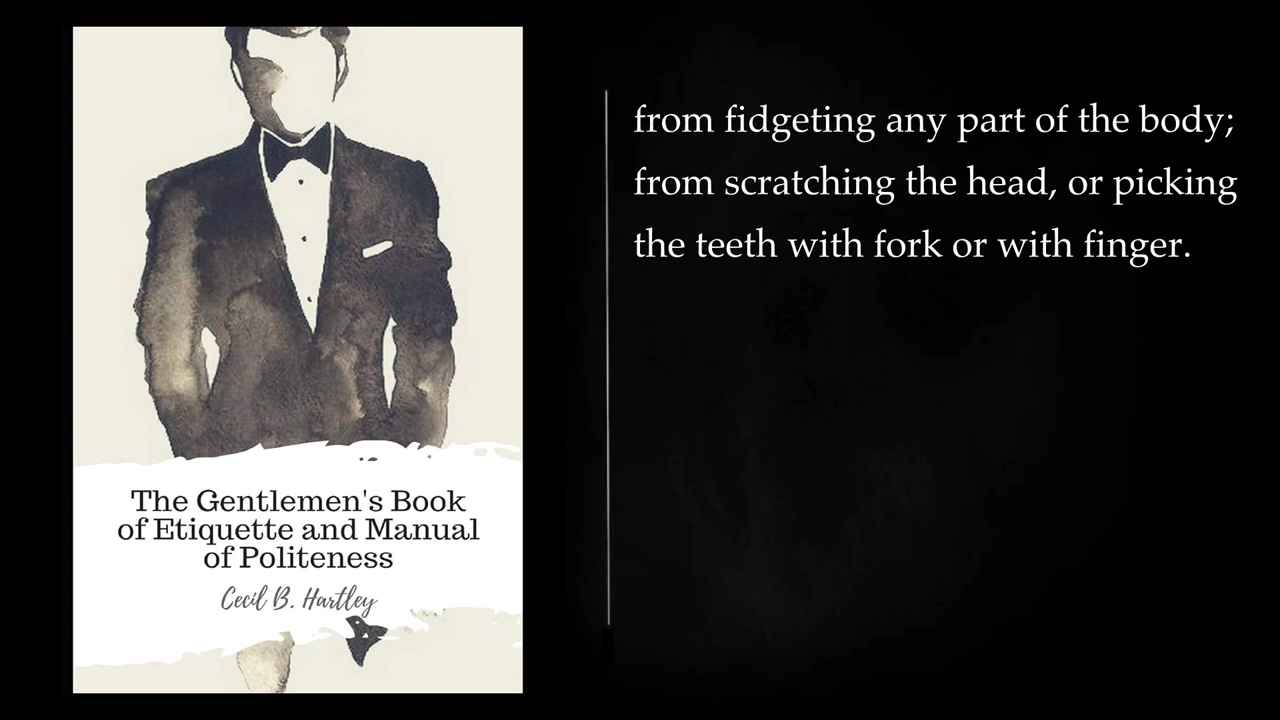 The Gentlemen's Book
of Etiquette and Manual
of Politeness
Cecil B. Hartley
from fidgeting any part of the body;
from scratching the head, or picking
the teeth with fork or with finger.